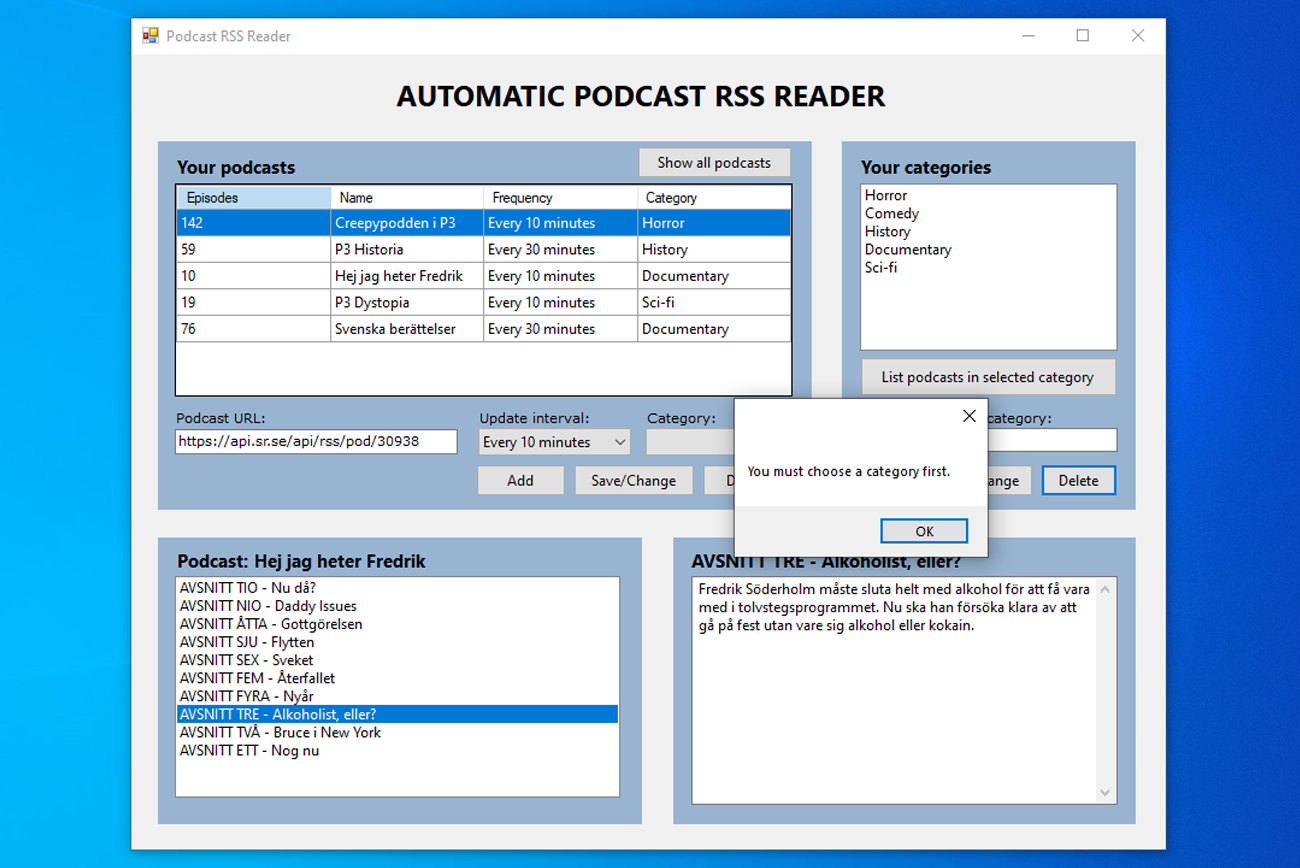 Podcast RSS Reader
AUTOMATIC PODCAST RSS READER
Your podcasts
Show all podcasts
Episodes Name Frequency Category
142 Creepypodden i P3 Every 10 minutes Horror
59 P3 Historia Every 30 minutes History
10 Hej jag heter Fredrik Every 10 minutes Documentary
19 P3 Dystopia Every 10 minutes Sci-fi
76 Svenska berättelser Every 30 minutes Documentary
Podcast URL: Update interval: Category:
https://api.sr.se/api/rss/pod/30938 Every 10 minutes
Add Save/Change D
Your categories
Horror
Comedy
History
Documentary
Sci-fi
List podcasts in selected category
category:
ange Delete
You must choose a category first.
OK
Podcast: Hej jag heter Fredrik
AVSNITT TIO - Nu då?
AVSNITT NIO - Daddy Issues
AVSNITT ÅTTA - Gottgörelsen
AVSNITT SJU - Flytten
AVSNITT SEX - Sveket
AVSNITT FEM - Återfallet
AVSNITT FYRA - Nyår
AVSNITT TRE - Alkoholist, eller?
AVSNITT TVÅ - Bruce i New York
AVSNITT ETT - Nog nu
AVSNITT TRE - Alkoholist, eller?
Fredrik Söderholm måste sluta helt med alkohol för att få vara
med i tolvstegsprogrammet. Nu ska han försöka klara av att
gå på fest utan vare sig alkohol eller kokain.